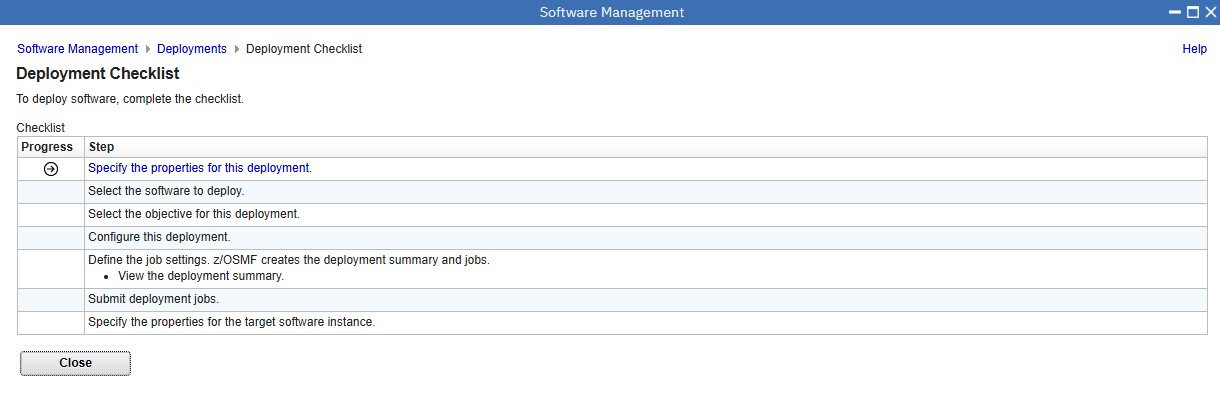 Software Management
Software Management Deployments Deployment Checklist Help
Deployment Checklist
To deploy software, complete the checklist.
Checklist
Progress Step
Specify the properties for this deployment.
Select the software to deploy.
Select the objective for this deployment.
Configure this deployment.
Define the job settings. z/OSMF creates the deployment summary and jobs.
• View the deployment summary.
Submit deployment jobs.
Specify the properties for the target software instance.
Close